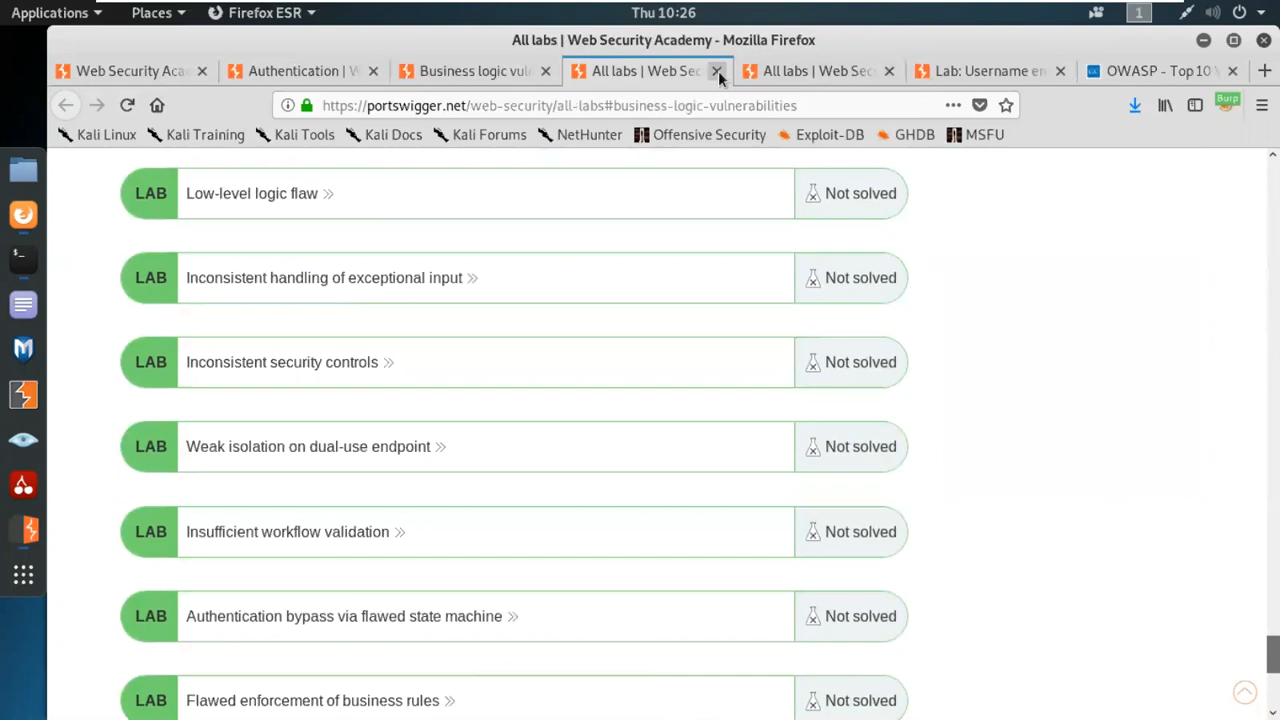 Applications Places Firefox ESR Thu 10:26 1
All labs | Web Security Academy - Mozilla Firefox
Web Security Aca Authentication | W Business logic vul All labs | Web Sec All labs | Web Sec Lab: Username en OWASP - Top 10 V
https://portswigger.net/web-security/all-labs#business-logic-vulnerabilities Burp
Kali Linux Kali Training Kali Tools Kali Docs Kali Forums NetHunter Offensive Security Exploit-DB GHDB MSFU
LAB Low-level logic flaw Not solved
LAB Inconsistent handling of exceptional input Not solved
LAB Inconsistent security controls Not solved
LAB Weak isolation on dual-use endpoint Not solved
LAB Insufficient workflow validation Not solved
LAB Authentication bypass via flawed state machine Not solved
LAB Flawed enforcement of business rules Not solved